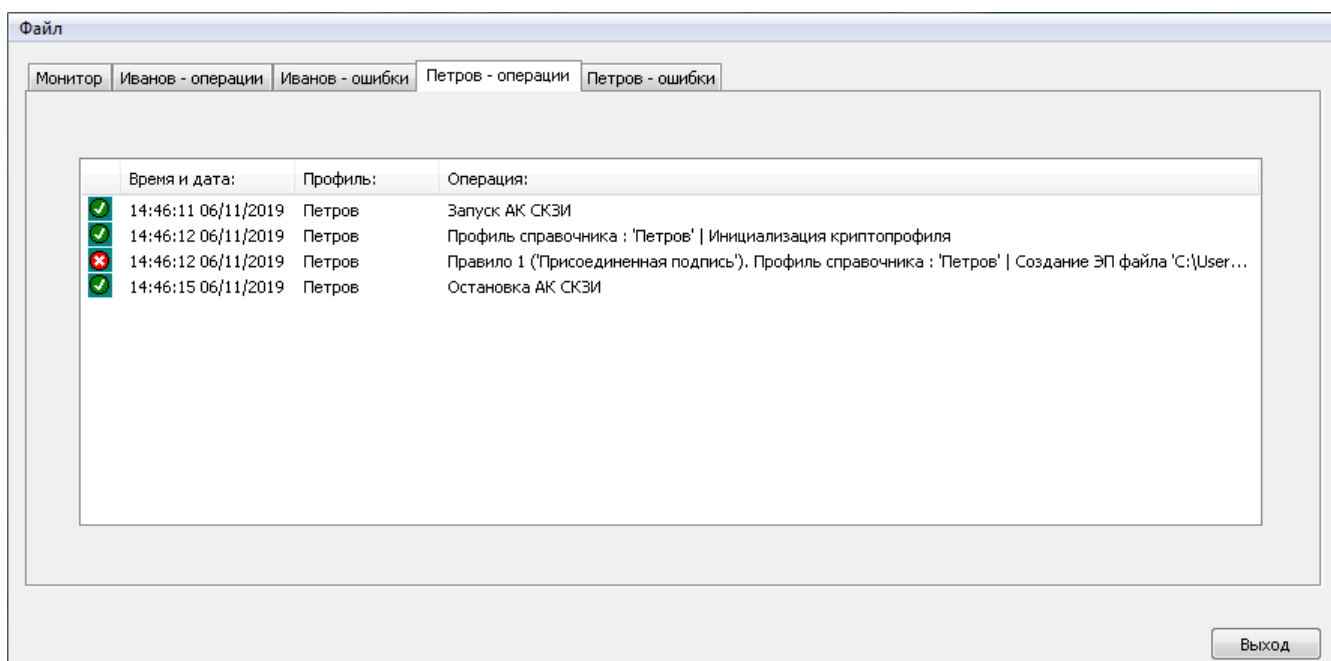 Файл
Монитор Иванов - операции Иванов - ошибки Петров - операции Петров - ошибки
Время и дата: Профиль: Операция:
14:46:11 06/11/2019 Петров Запуск АК СКЗИ
14:46:12 06/11/2019 Петров Профиль справочника : 'Петров' | Инициализация криптопрофиля
14:46:12 06/11/2019 Петров Правило 1 ('Присоединенная подпись'). Профиль справочника : 'Петров' | Создание ЭП файла 'C:\User...
14:46:15 06/11/2019 Петров Остановка АК СКЗИ
Выход